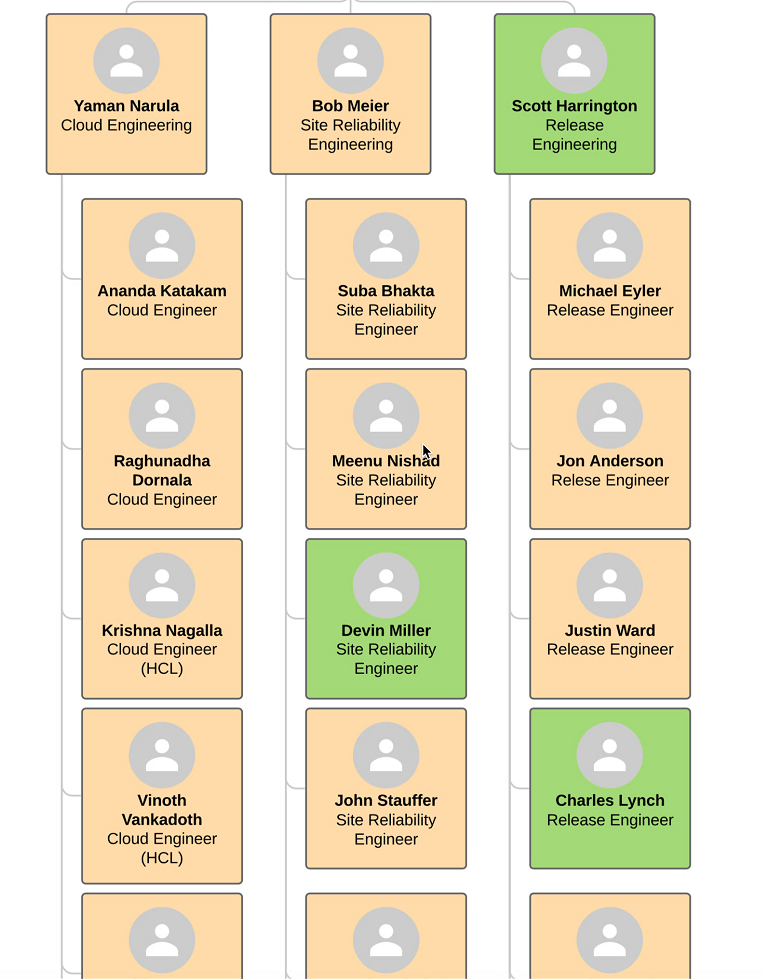 Yaman Narula
Cloud Engineering
Bob Meier
Site Reliability
Engineering
Scott Harrington
Release
Engineering
Ananda Katakam
Cloud Engineer
Suba Bhakta
Site Reliability
Engineer
Michael Eyler
Release Engineer
Raghunadha
Dornala
Cloud Engineer
Meenu Nishad
Site Reliability
Engineer
Jon Anderson
Relese Engineer
Krishna Nagalla
Cloud Engineer
(HCL)
Devin Miller
Site Reliability
Engineer
Justin Ward
Release Engineer
Vinoth
Vankadoth
Cloud Engineer
(HCL)
John Stauffer
Site Reliability
Engineer
Charles Lynch
Release Engineer